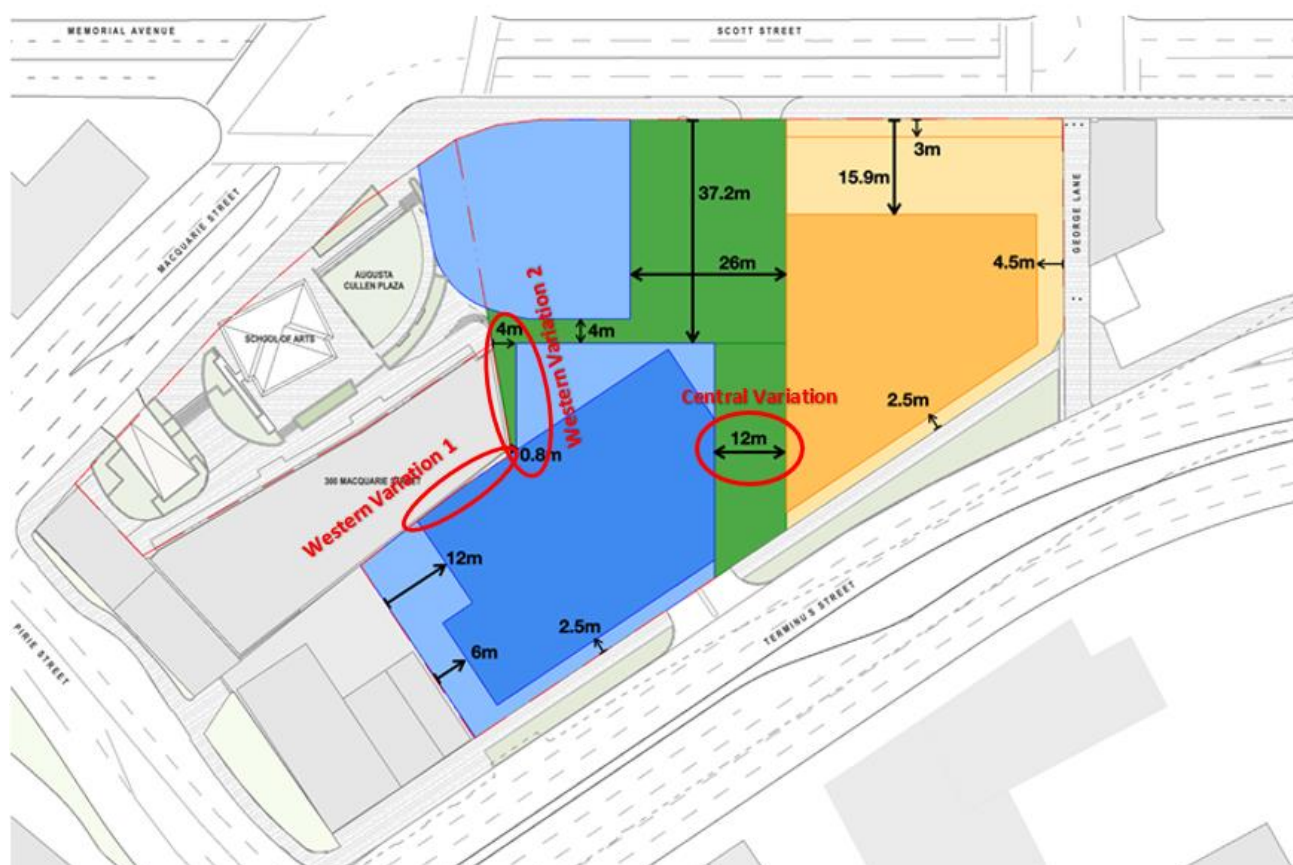 MEMORIAL AVENUE
SCOTT STREET
MACQUARIE STREET
3m
15.9m
37.2m
GEORGE LANE
26m
4.5m
AUGUSTA
CULLEN PLAZA
SCHOOL OF ARTS
4m
4m
Western Variation 2
2.5m
Central Variation
12m
0.8m
300 MACQUARIE STREET
Western Variation 1
12m
2.5m
6m
TERMINUS STREET
PIRIE STREET